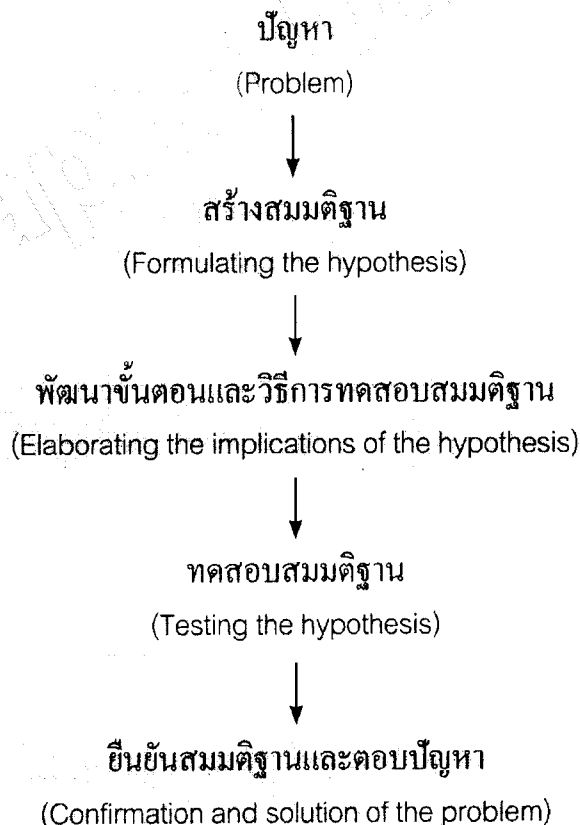 ปัญหา
(Problem)
สร้างสมมติฐาน
(Formulating the hypothesis)
พัฒนาขั้นตอนและวิธีการทดสอบสมมติฐาน
(Elaborating the implications of the hypothesis)
ทดสอบสมมติฐาน
(Testing the hypothesis)
ยืนยันสมมติฐานและตอบปัญหา
(Confirmation and solution of the problem)